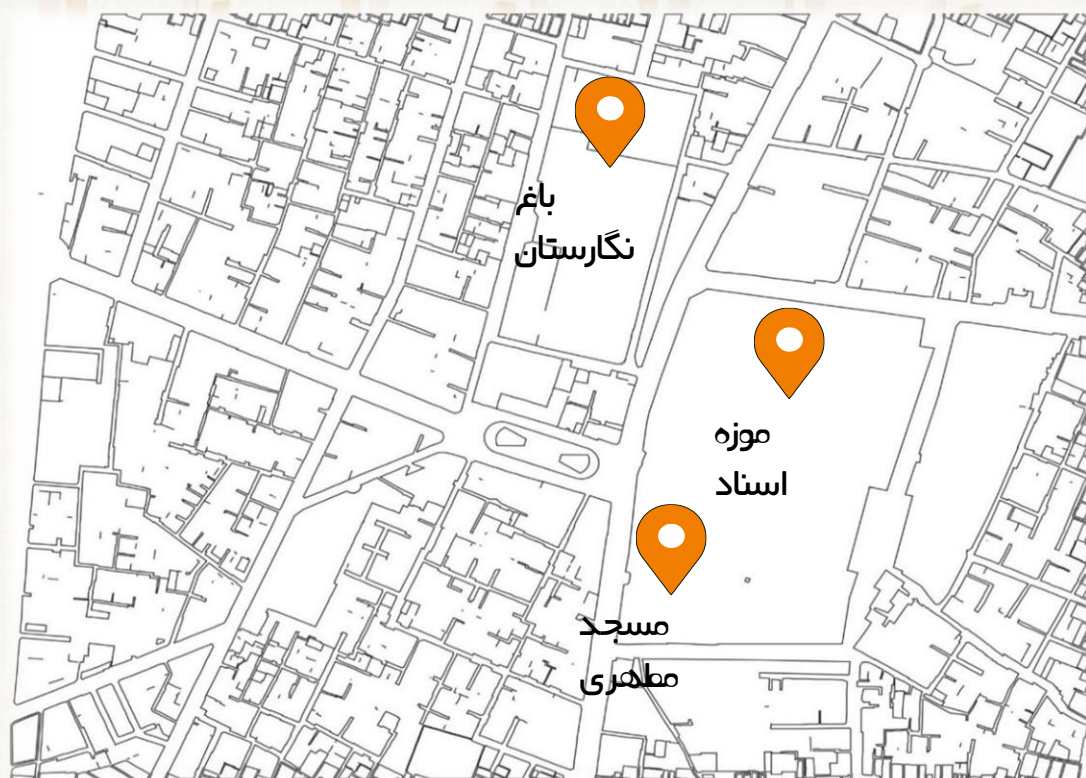 باغ
نگارستان
موزه
اسناد
مسجد
مطهری